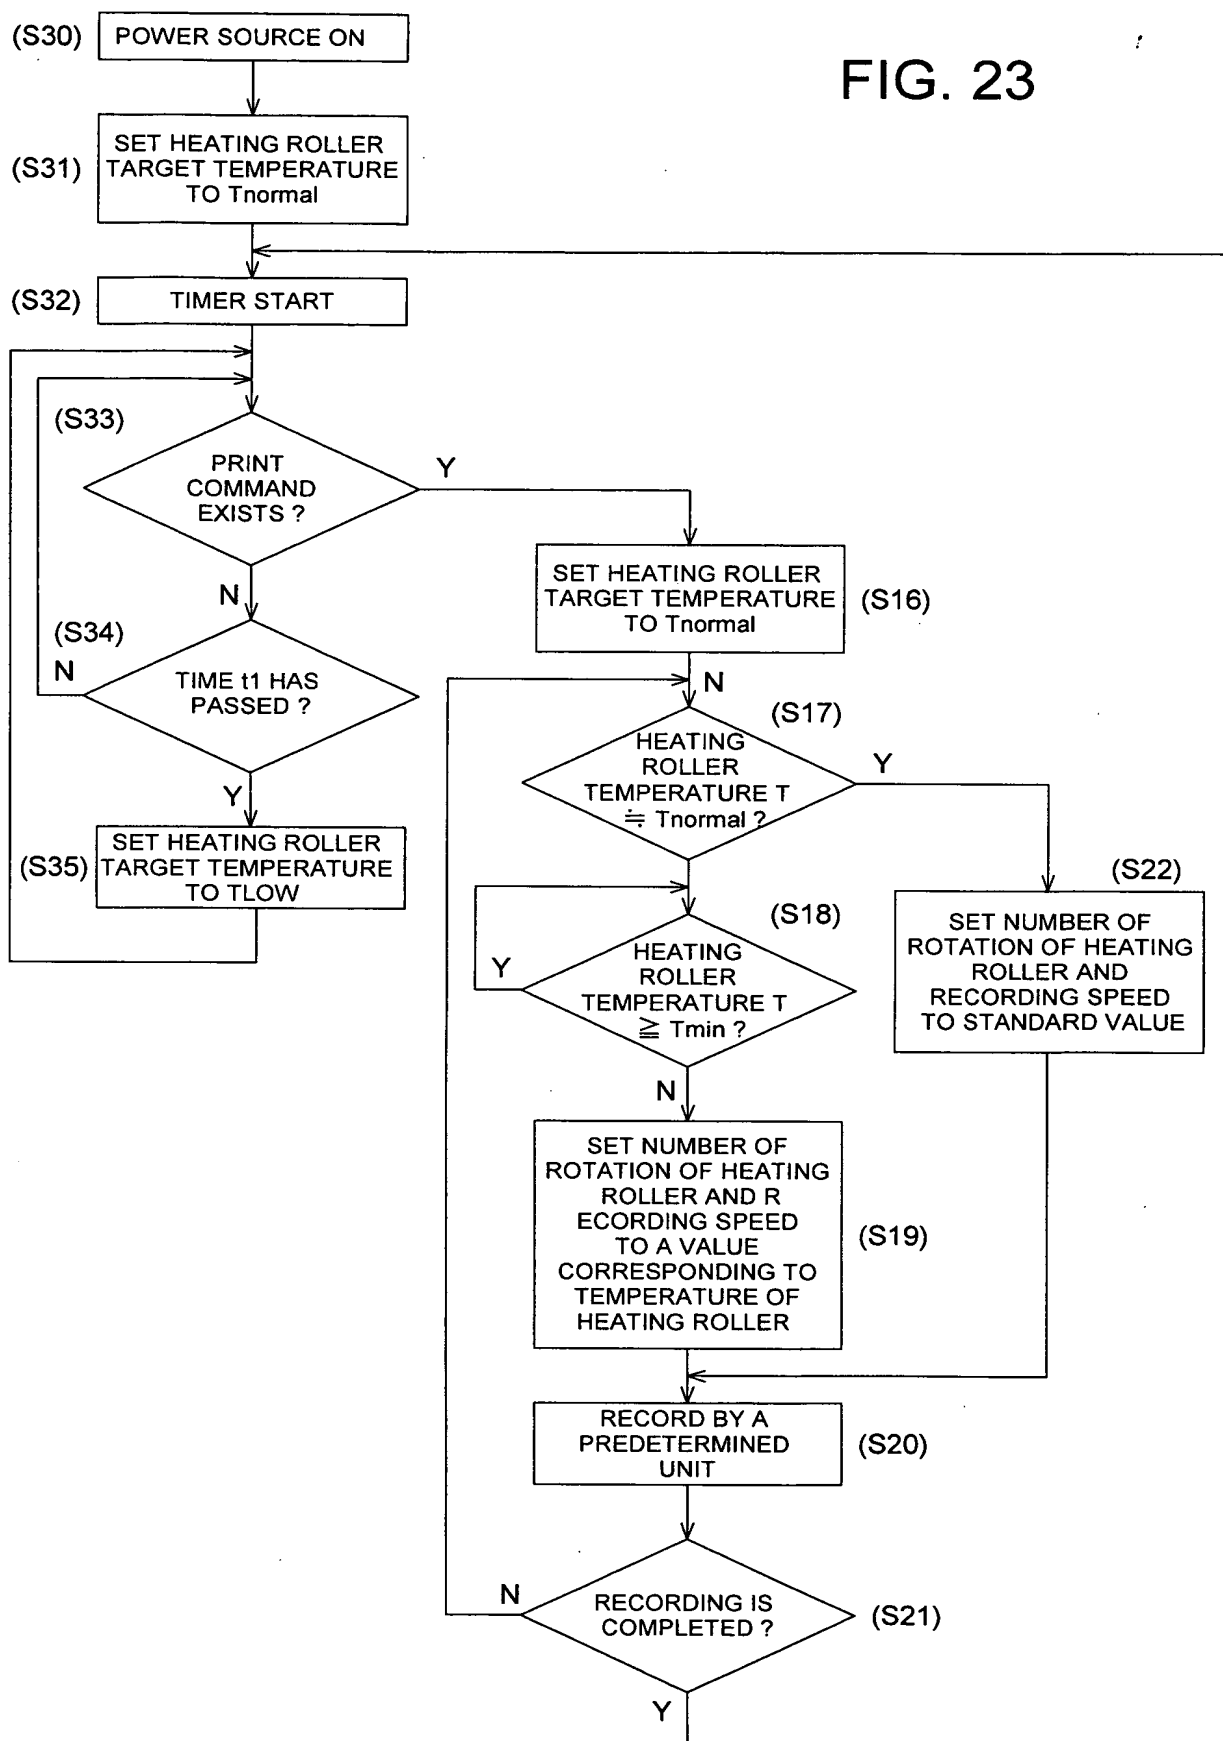 FIG. 23
(S30)
POWER SOURCE ON
(S31)
SET HEATING ROLLER
TARGET TEMPERATURE
TO Tnormal
(S32)
TIMER START
(S33)
PRINT
COMMAND
EXISTS ?
Y
N
SET HEATING ROLLER
TARGET TEMPERATURE
TO Tnormal
(S16)
(S34)
N
TIME t1 HAS
PASSED ?
Y
(S35)
SET HEATING ROLLER
TARGET TEMPERATURE
TO TLOW
N
(S17)
HEATING
ROLLER
TEMPERATURE T
≒ Tnormal ?
Y
(S18)
HEATING
ROLLER
TEMPERATURE T
≧ Tmin ?
Y
N
(S22)
SET NUMBER OF
ROTATION OF HEATING
ROLLER AND
RECORDING SPEED
TO STANDARD VALUE
SET NUMBER OF
ROTATION OF HEATING
ROLLER AND R
ECORDING SPEED
TO A VALUE
CORRESPONDING TO
TEMPERATURE OF
HEATING ROLLER
(S19)
RECORD BY A
PREDETERMINED
UNIT
(S20)
N
RECORDING IS
COMPLETED ?
(S21)
Y